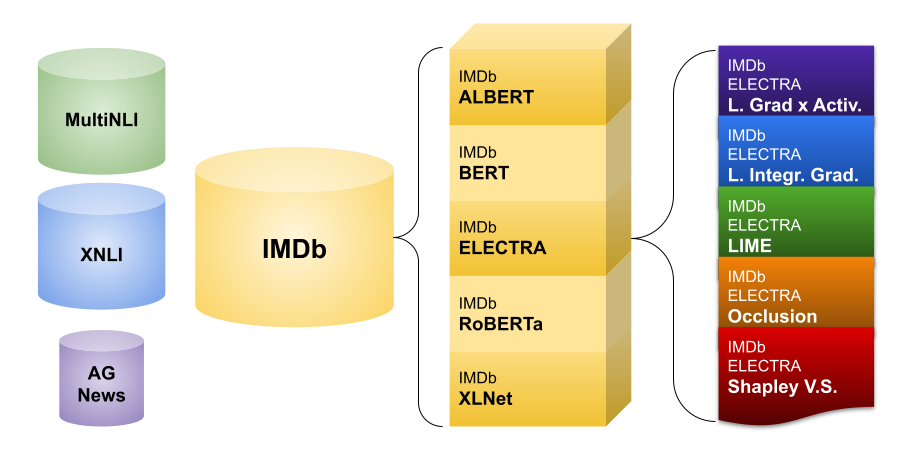 MultiNLI
XNLI
AG
News
IMDb
IMDb
ALBERT
IMDb
BERT
IMDb
ELECTRA
IMDb
RoBERTa
IMDb
XLNet
IMDb
ELECTRA
L. Grad x Activ.
IMDb
ELECTRA
L. Integr. Grad.
IMDb
ELECTRA
LIME
IMDb
ELECTRA
Occlusion
IMDb
ELECTRA
Shapley V.S.